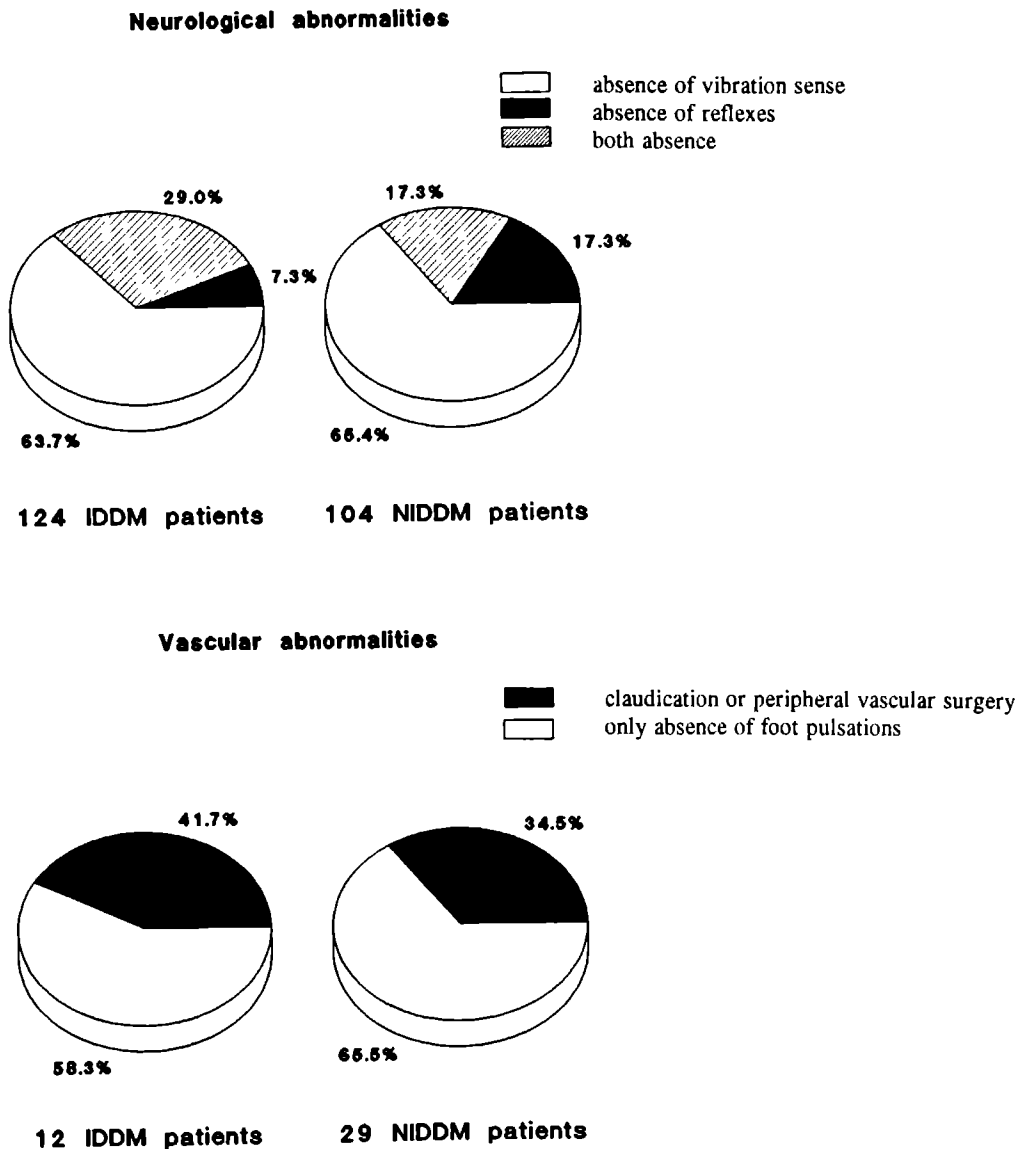 Neurological abnormalities
absence of vibration sense
absence of reflexes
both absence
29.0%
7.3%
63.7%
17.3%
17.3%
65.4%
124 IDDM patients
104 NIDDM patients
Vascular abnormalities
claudication or peripheral vascular surgery
only absence of foot pulsations
41.7%
58.3%
34.5%
65.5%
12 IDDM patients
29 NIDDM patients